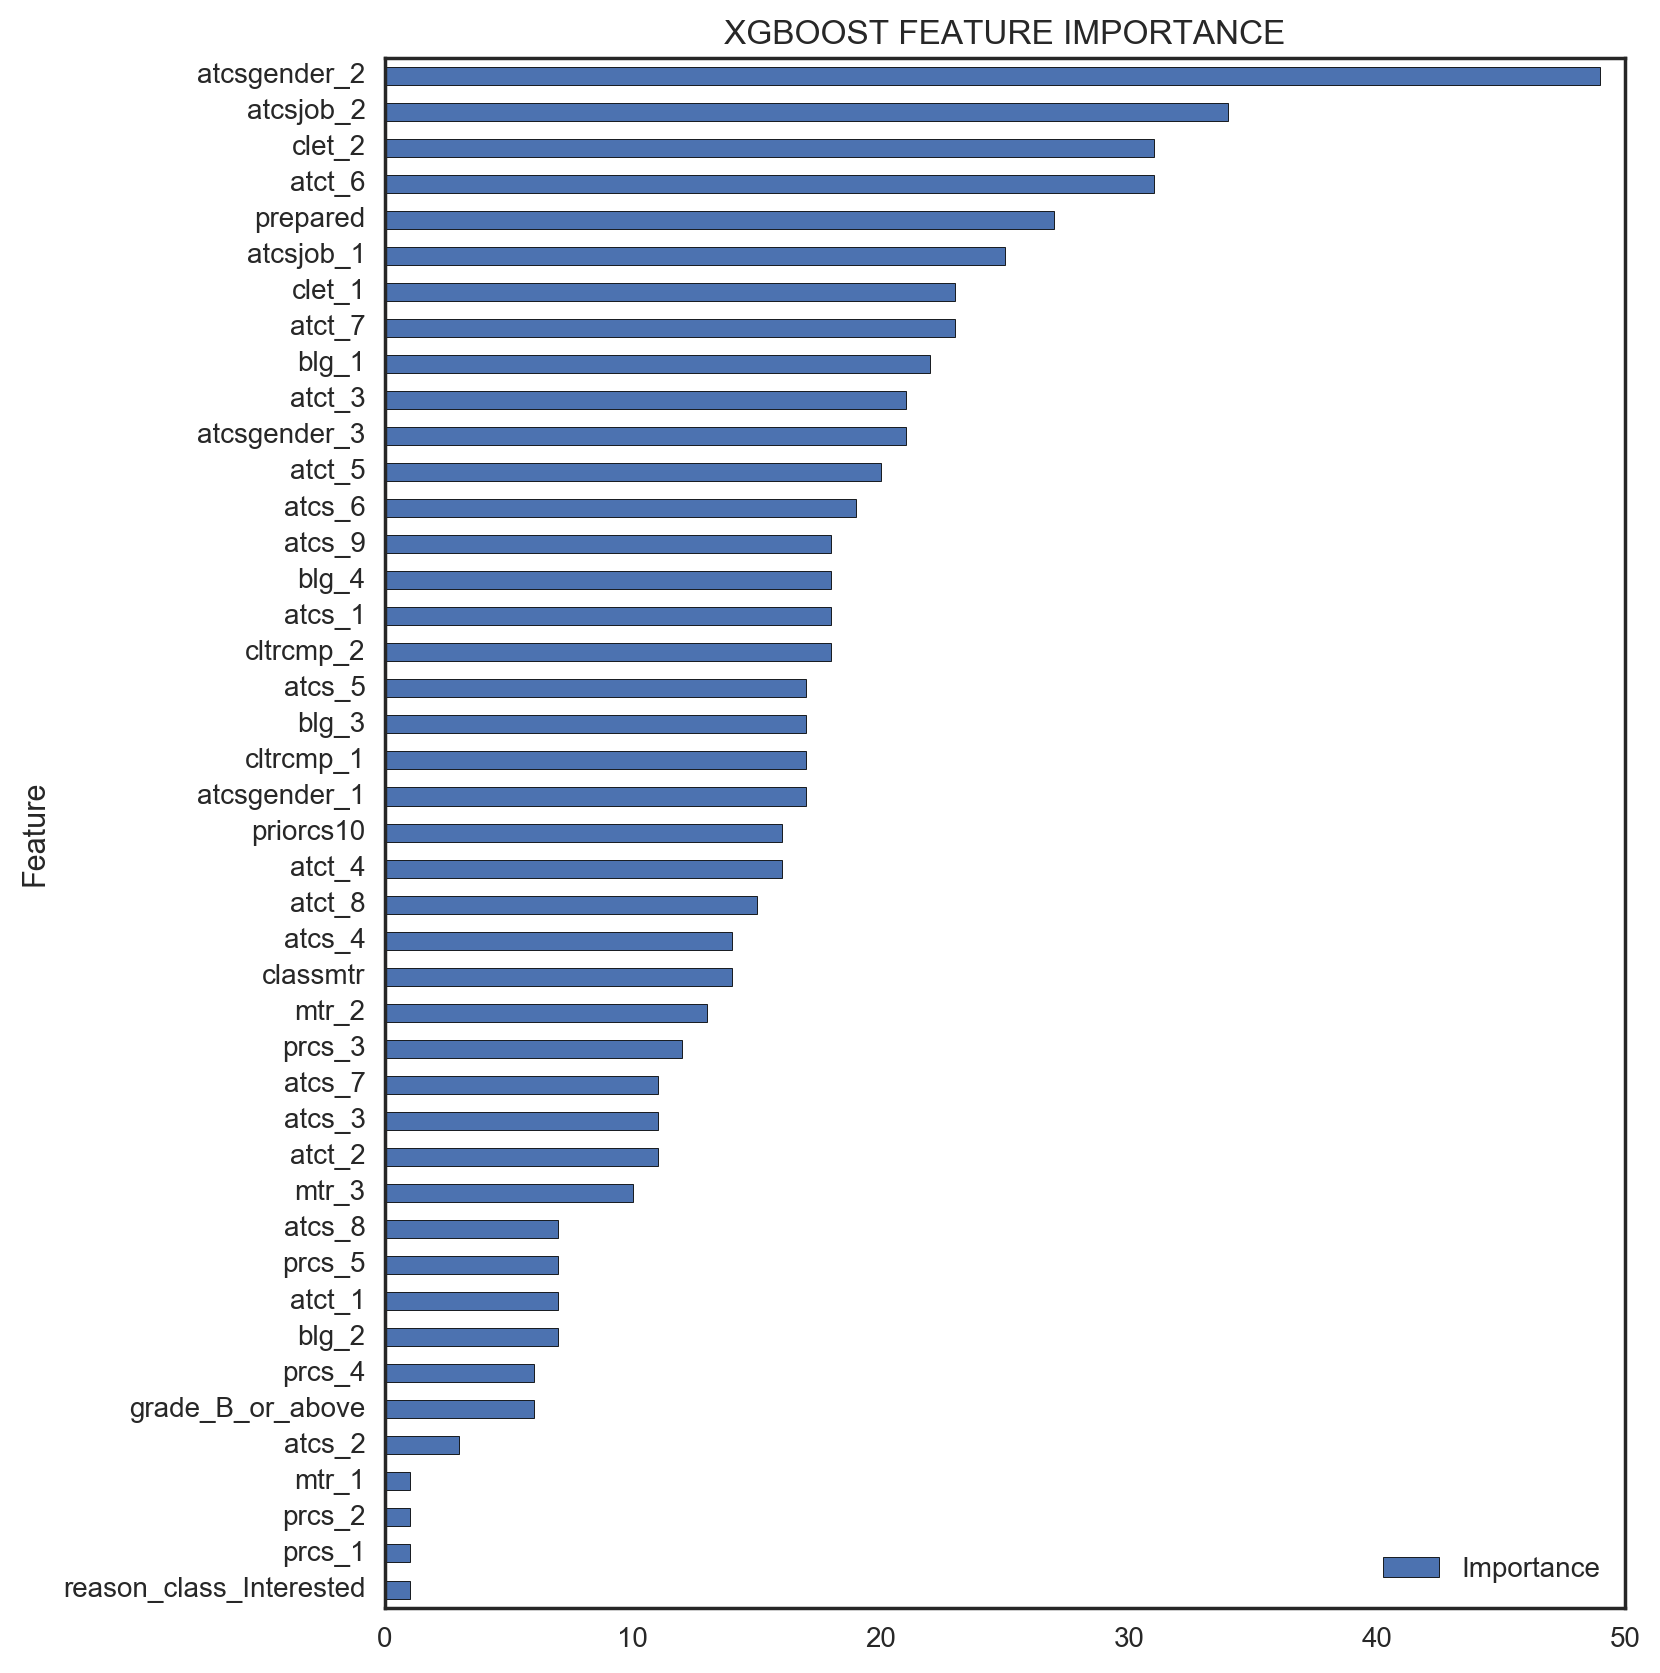 XGBOOST FEATURE IMPORTANCE
atcsgender_2
atcsjob_2
clet_2
atct_6
prepared
atcsjob_1
clet_1
atct_7
blg_1
atct_3
atcsgender_3
atct_5
atcs_6
atcs_9
blg_4
atcs_1
cltrcmp_2
atcs_5
blg_3
cltrcmp_1
atcsgender_1
priorcs10
atct_4
atct_8
atcs_4
classmtr
mtr_2
prcs_3
atcs_7
atcs_3
atct_2
mtr_3
atcs_8
prcs_5
atct_1
blg_2
prcs_4
grade_B_or_above
atcs_2
mtr_1
prcs_2
prcs_1
reason_class_Interested
Feature
Importance
0 10 20 30 40 50